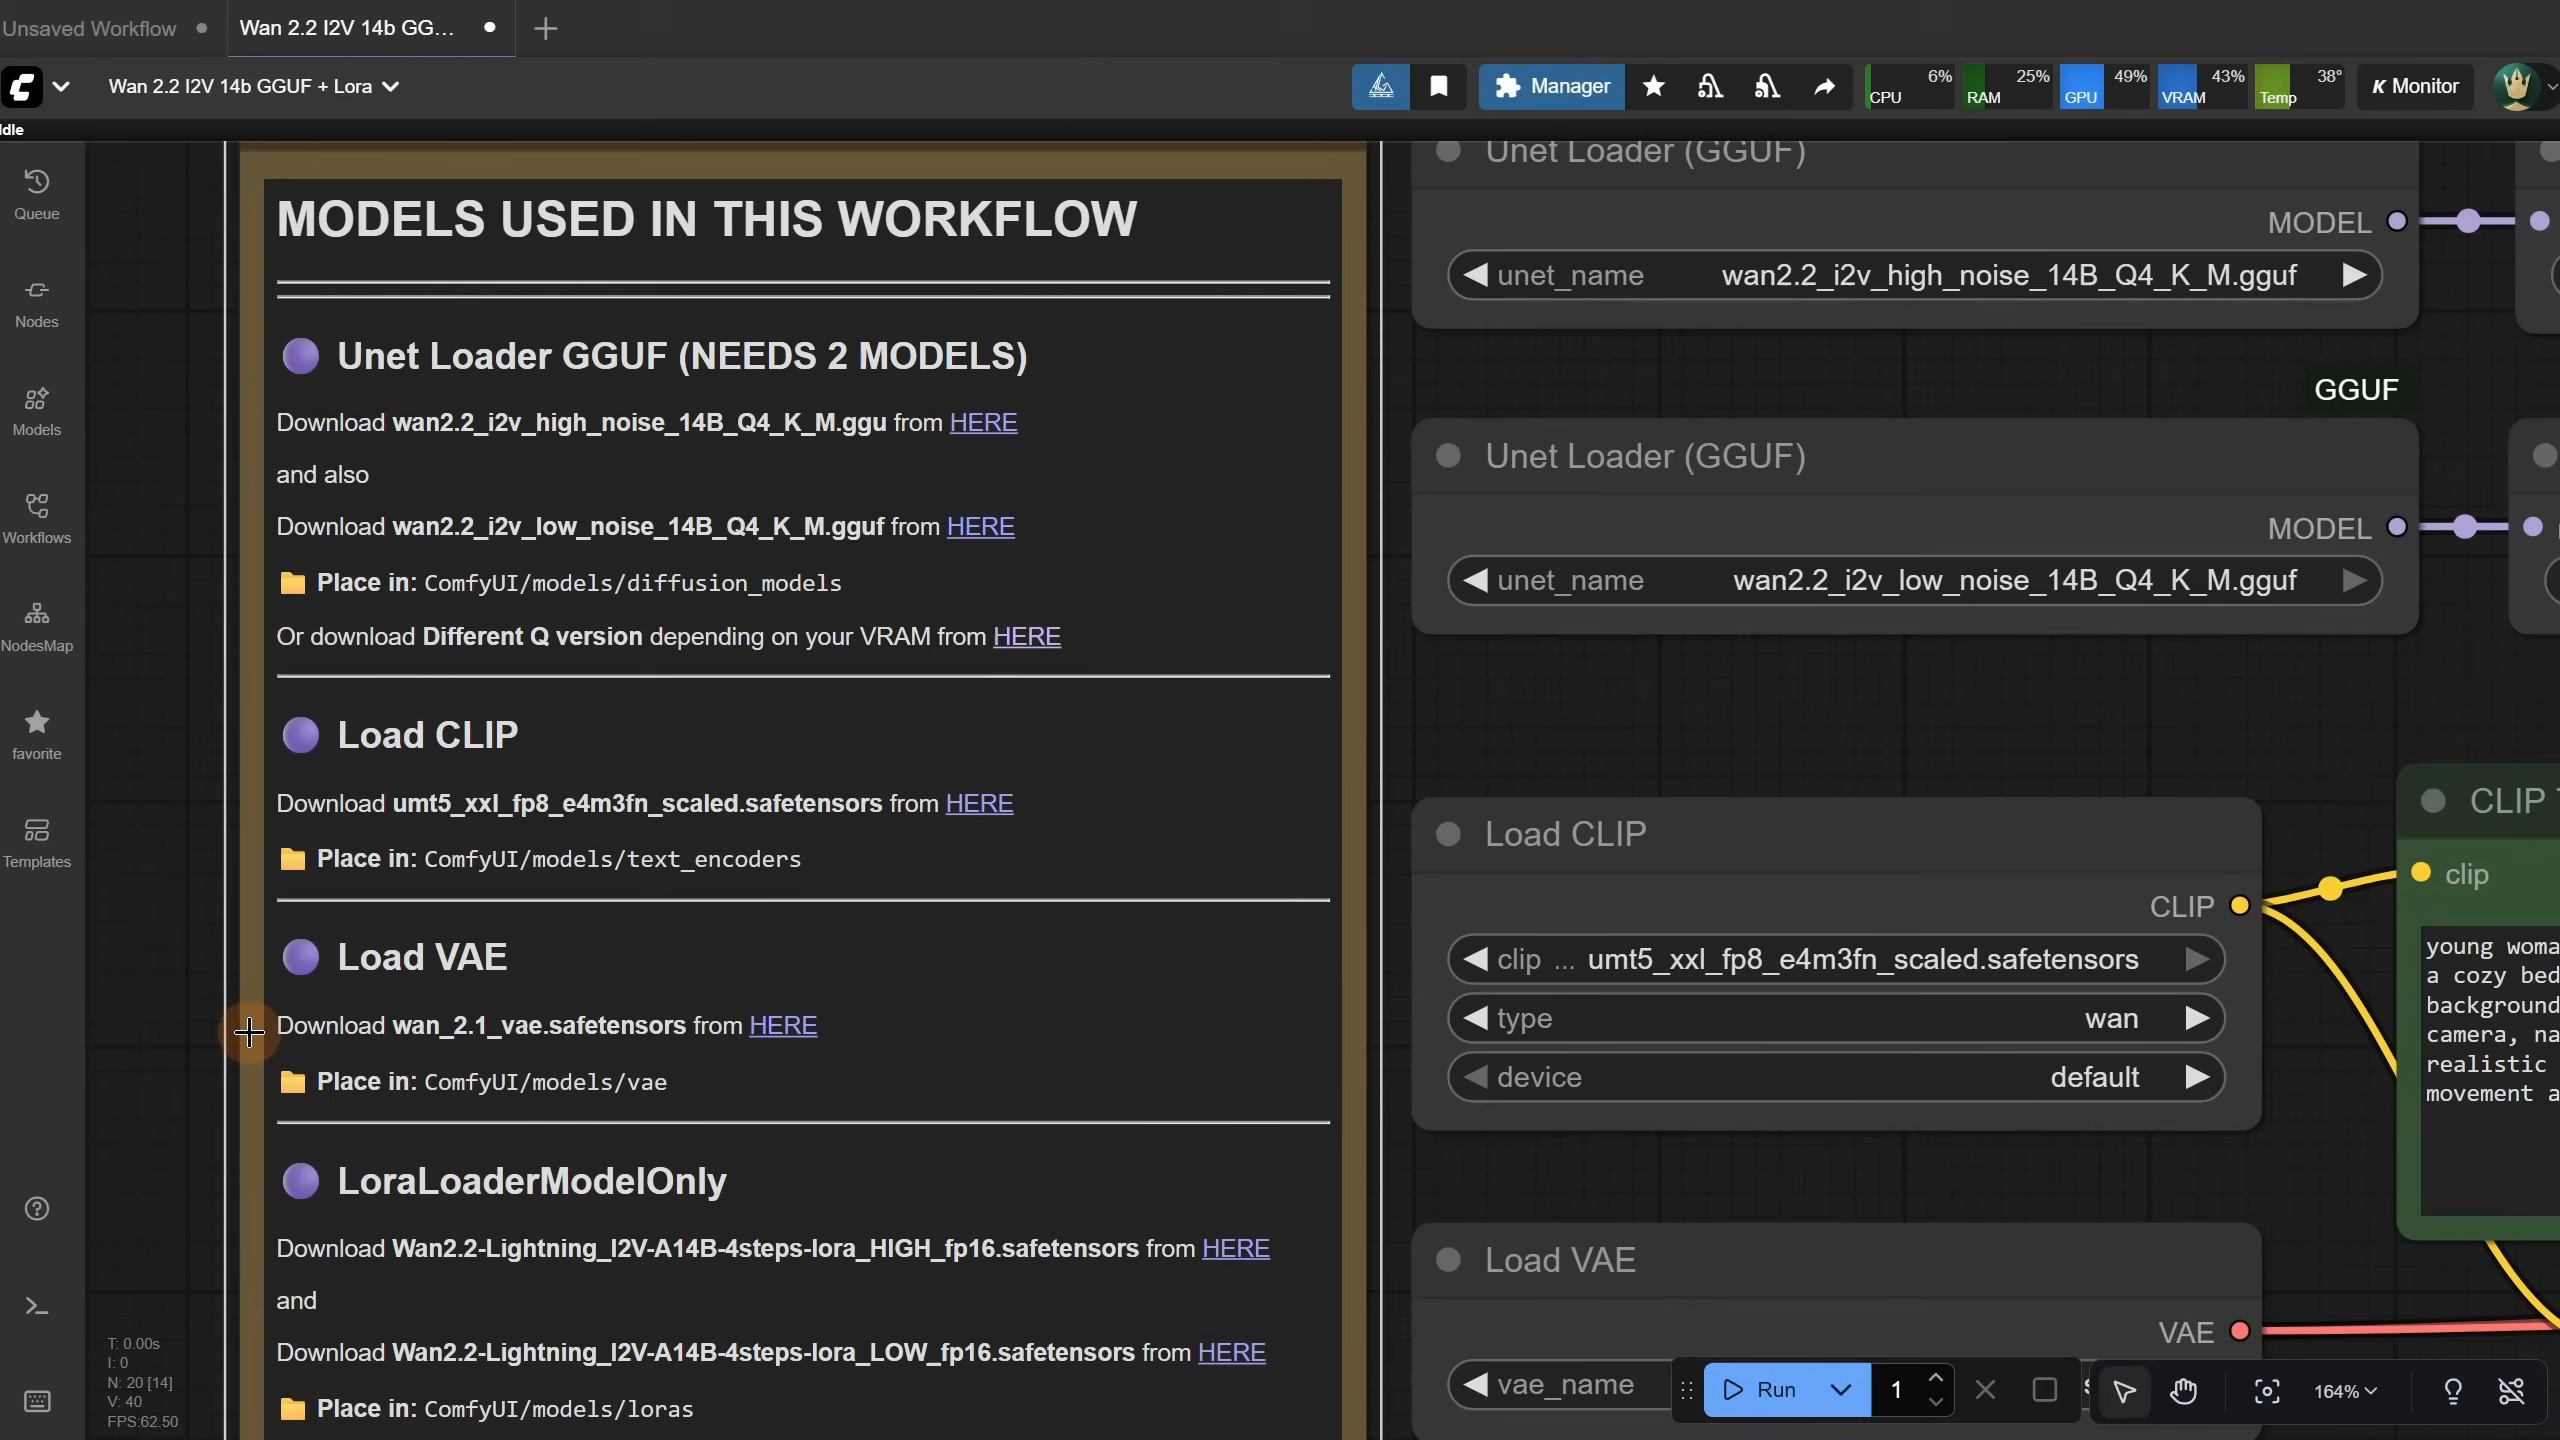 Unsaved Workflow
Wan 2.2 I2V 14b GG...
Wan 2.2 I2V 14b GGUF + Lora
Manager
CPU 6%
RAM 25%
GPU 49%
VRAM 43%
Temp 38°
Monitor
dle
Queue
Nodes
Models
Workflows
NodesMap
favorite
Templates
T: 0.00s
I: 0
N: 20 [14]
V: 40
FPS:62.50
MODELS USED IN THIS WORKFLOW
Unet Loader GGUF (NEEDS 2 MODELS)
Download wan2.2_i2v_high_noise_14B_Q4_K_M.ggu from HERE
and also
Download wan2.2_i2v_low_noise_14B_Q4_K_M.gguf from HERE
Place in: ComfyUI/models/diffusion_models
Or download Different Q version depending on your VRAM from HERE
Load CLIP
Download umt5_xxl_fp8_e4m3fn_scaled.safetensors from HERE
Place in: ComfyUI/models/text_encoders
Load VAE
Download wan_2.1_vae.safetensors from HERE
Place in: ComfyUI/models/vae
LoraLoaderModelOnly
Download Wan2.2-Lightning_I2V-A14B-4steps-lora_HIGH_fp16.safetensors from HERE
and
Download Wan2.2-Lightning_I2V-A14B-4steps-lora_LOW_fp16.safetensors from HERE
Place in: ComfyUI/models/loras
Unet Loader (GGUF)
MODEL
unet_name wan2.2_i2v_high_noise_14B_Q4_K_M.gguf
GGUF
Unet Loader (GGUF)
MODEL
unet_name wan2.2_i2v_low_noise_14B_Q4_K_M.gguf
Load CLIP
CLIP
clip ... umt5_xxl_fp8_e4m3fn_scaled.safetensors
type wan
device default
CLIP
clip
young woma
a cozy bed
background
camera, na
realistic
movement a
Load VAE
VAE
vae_name
Run
1
164%